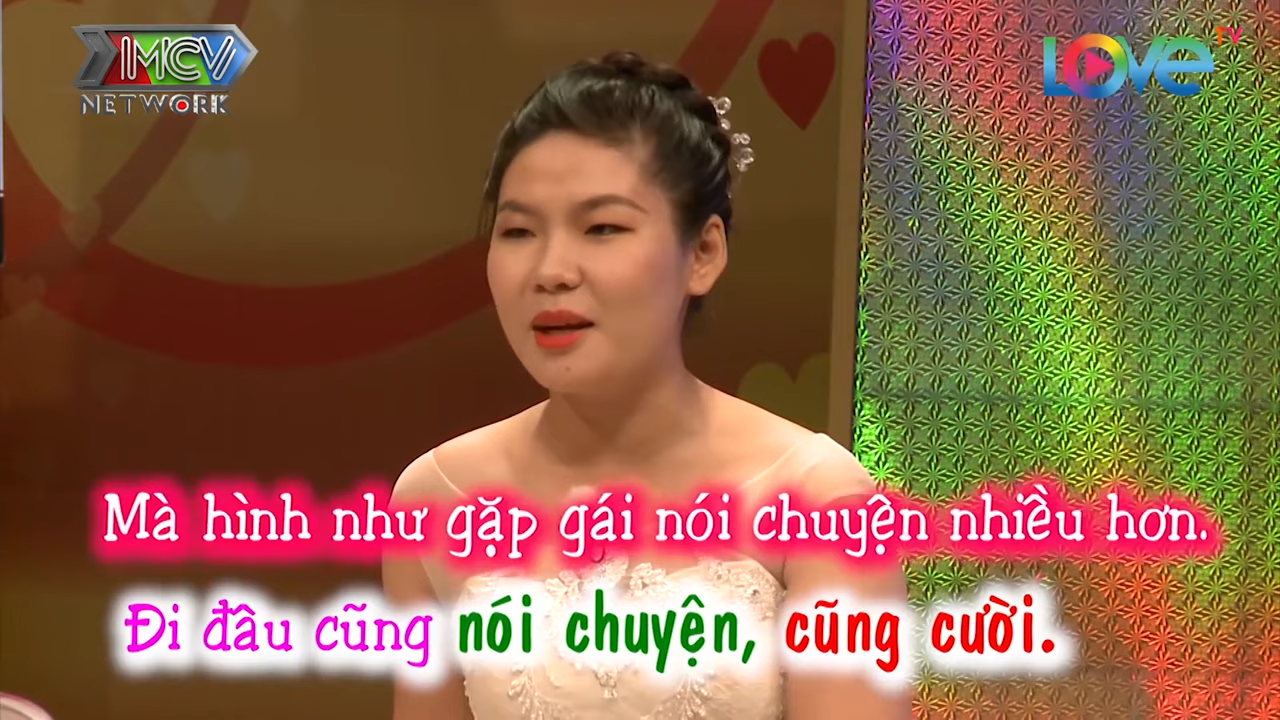 MCV
NETWORK
LOVE TV
Mà hình như gặp gái nói chuyện nhiều hơn.
Đi đâu cũng nói chuyện, cũng cười.